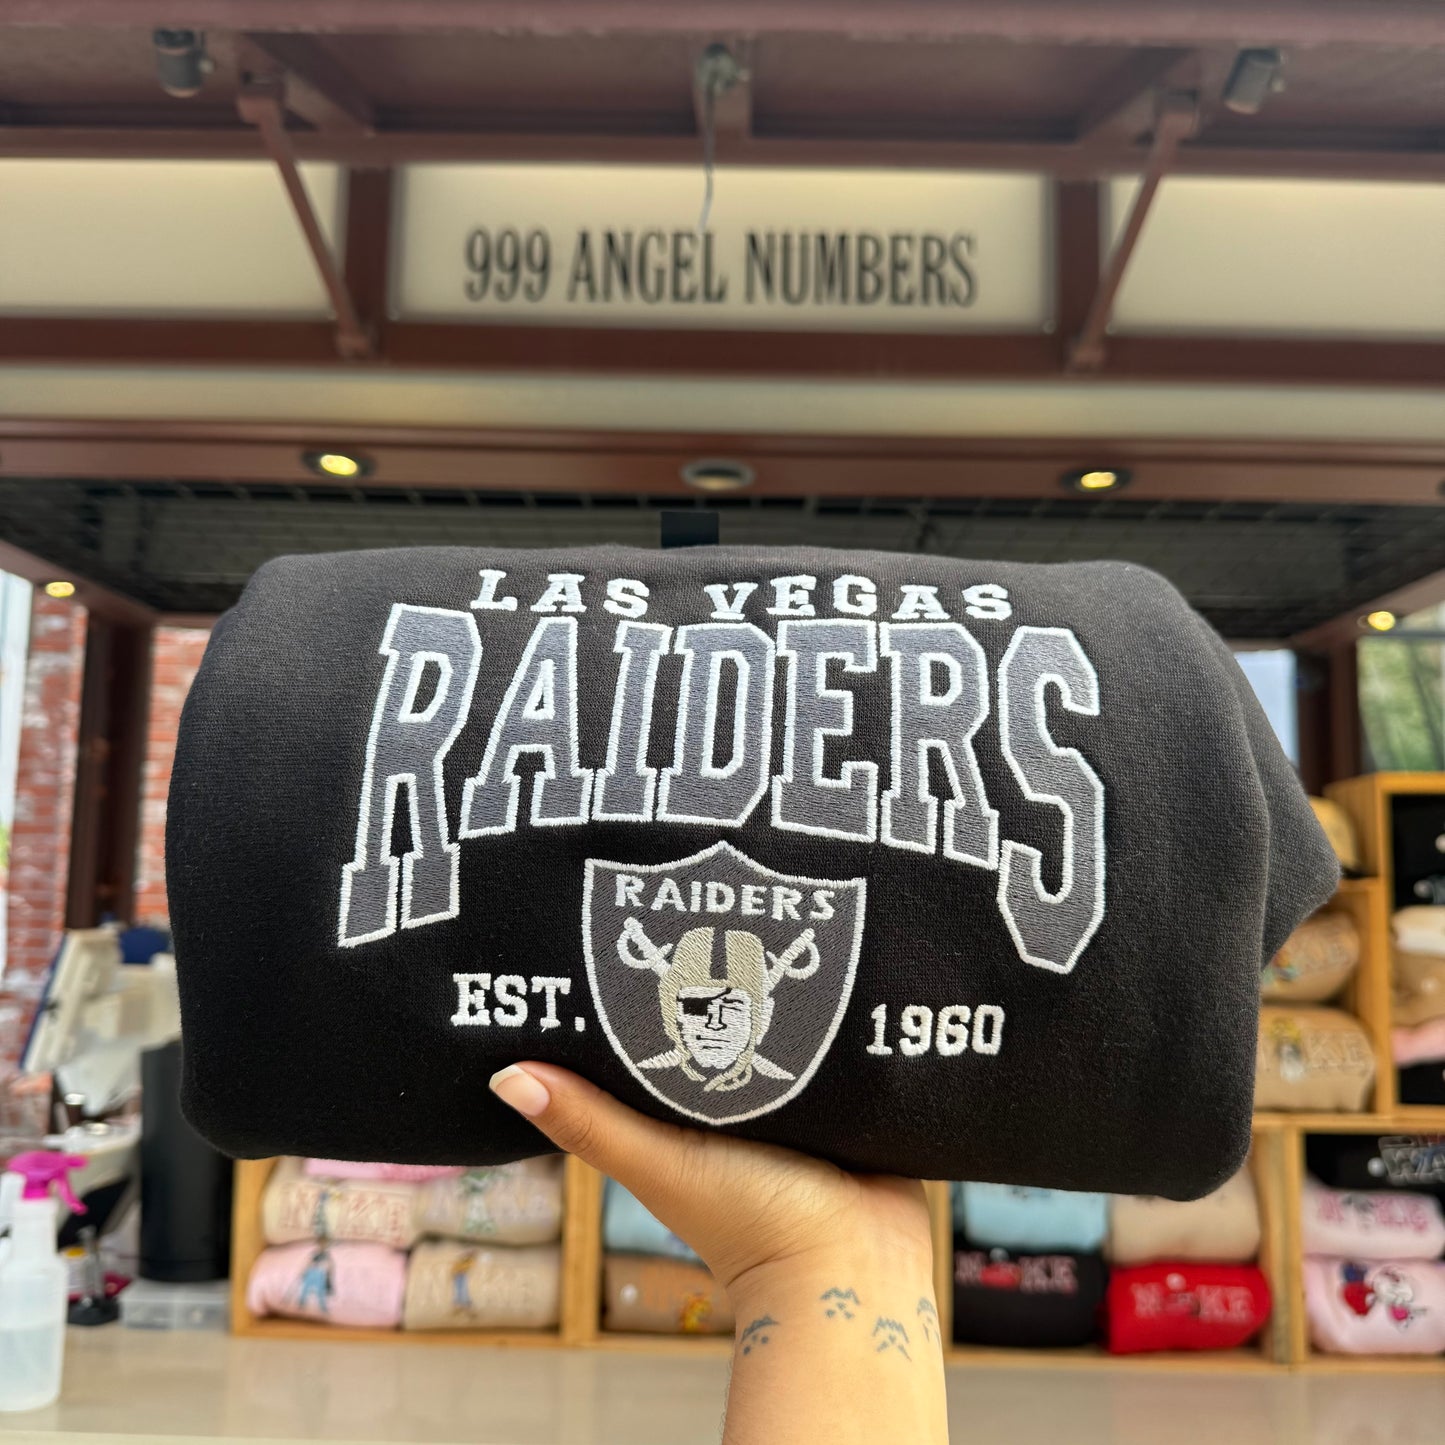 999 ANGEL NUMBERS
LAS VEGAS
RAIDERS
RAIDERS
EST. 1960